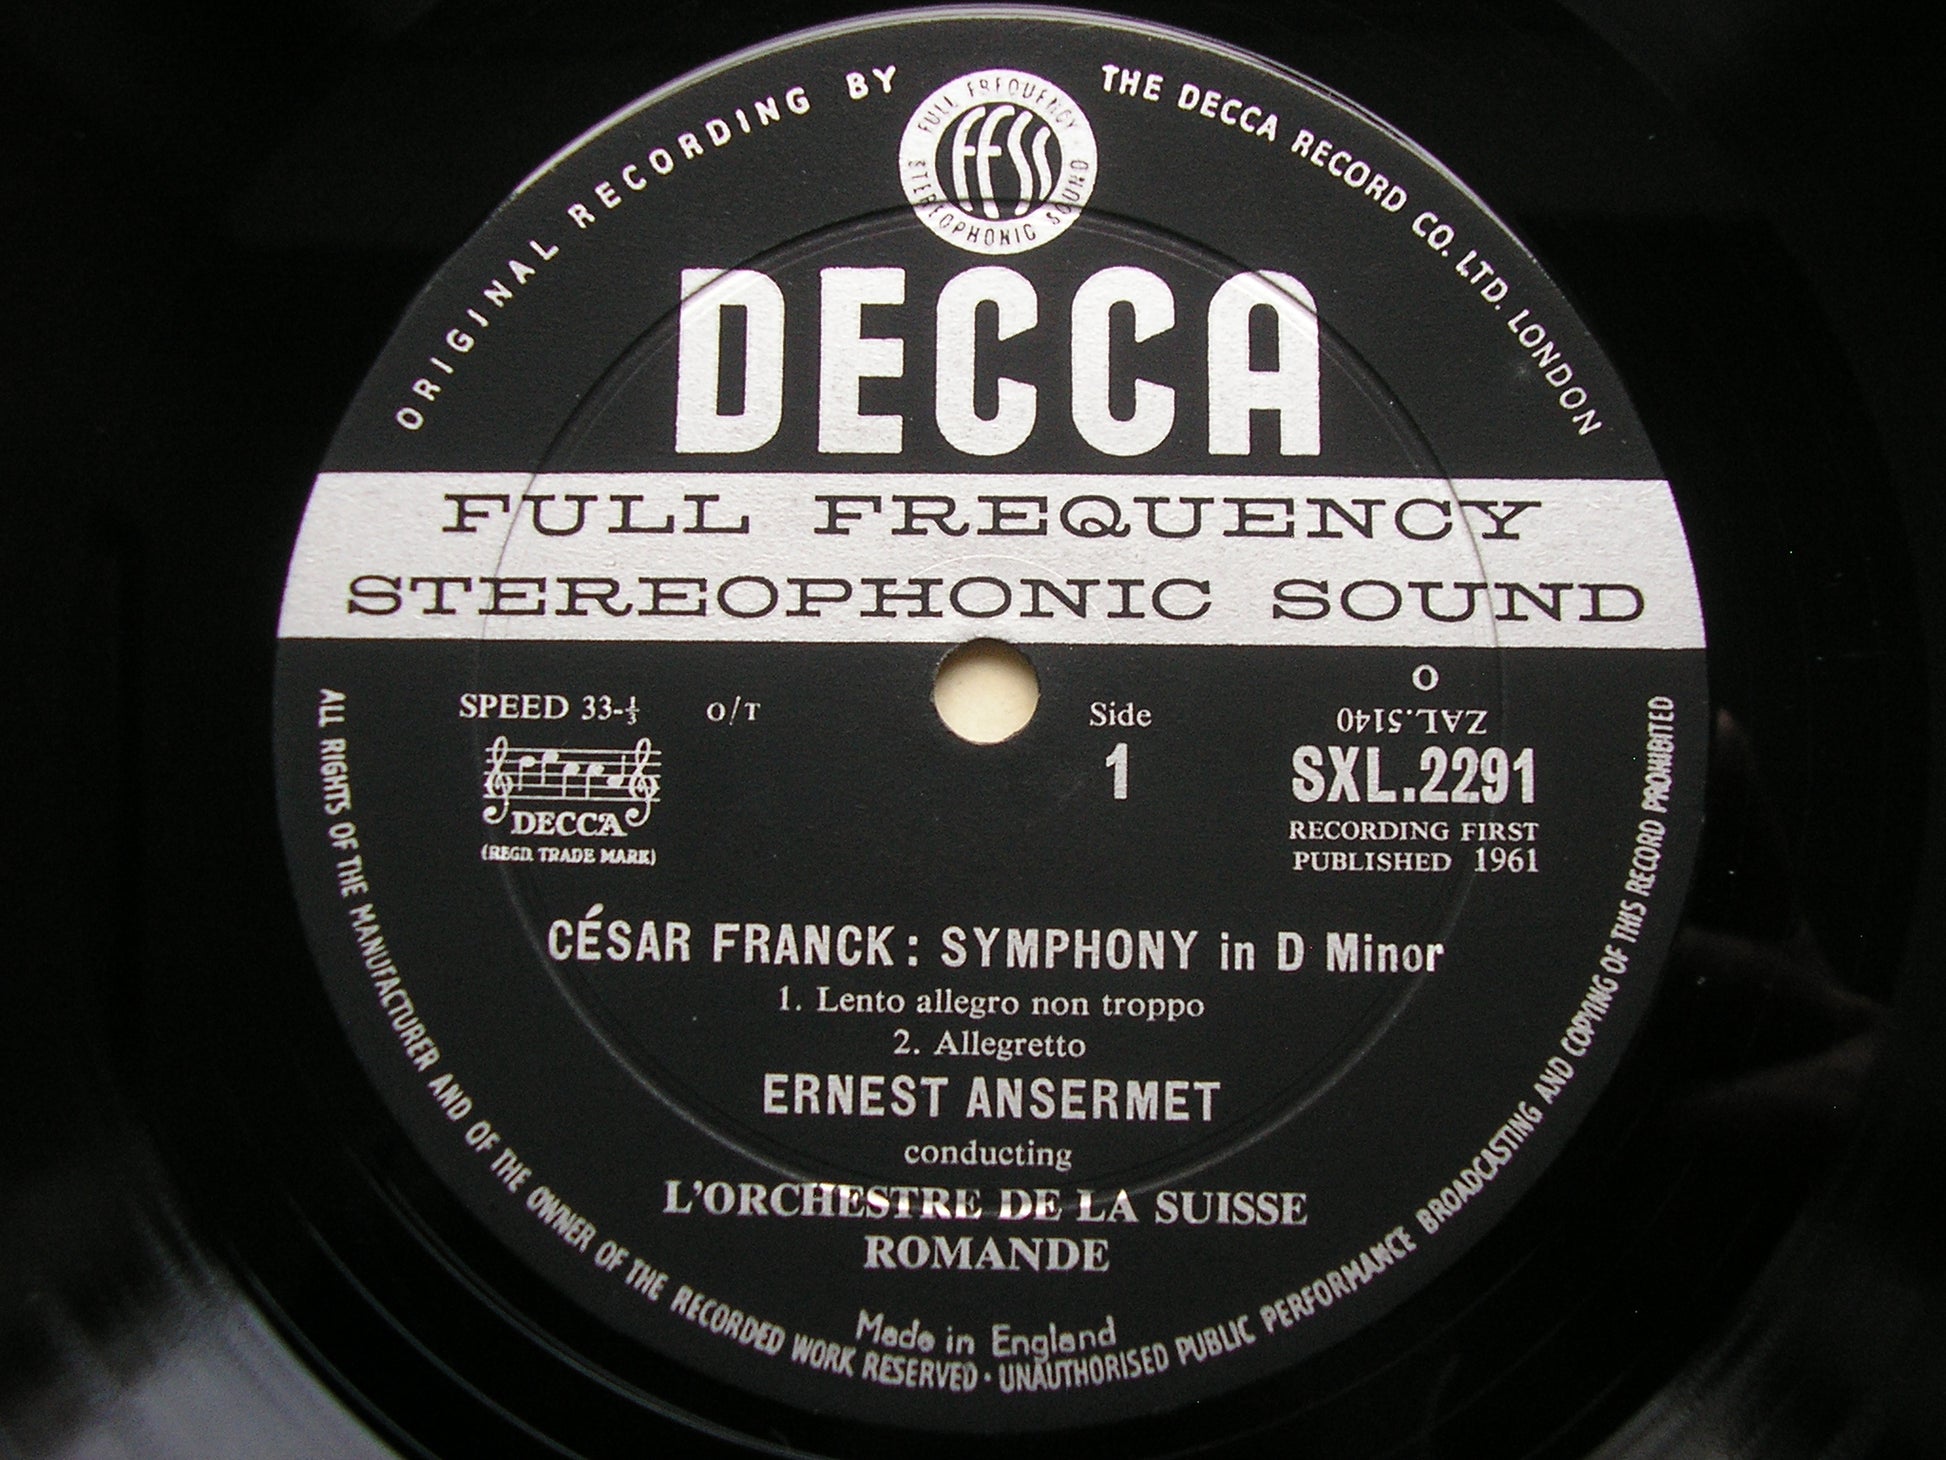 ORIGINAL RECORDING BY
THE DECCA RECORD CO. LTD. LONDON
FULL FREQUENCY
STEREOPHONIC SOUND
FFSS
DECCA
FULL FREQUENCY
STEREOPHONIC SOUND
SPEED 33-⅓
O/T
Side
1
O
ZAL.5140
SXL.2291
RECORDING FIRST
PUBLISHED 1961
DECCA
(REGD. TRADE MARK)
CÉSAR FRANCK: SYMPHONY in D Minor
1. Lento allegro non troppo
2. Allegretto
ERNEST ANSERMET
conducting
L'ORCHESTRE DE LA SUISSE
ROMANDE
Made in England
ALL RIGHTS OF THE MANUFACTURER AND OF THE OWNER OF THE RECORDED WORK RESERVED · UNAUTHORISED PUBLIC PERFORMANCE BROADCASTING AND COPYING OF THIS RECORD PROHIBITED